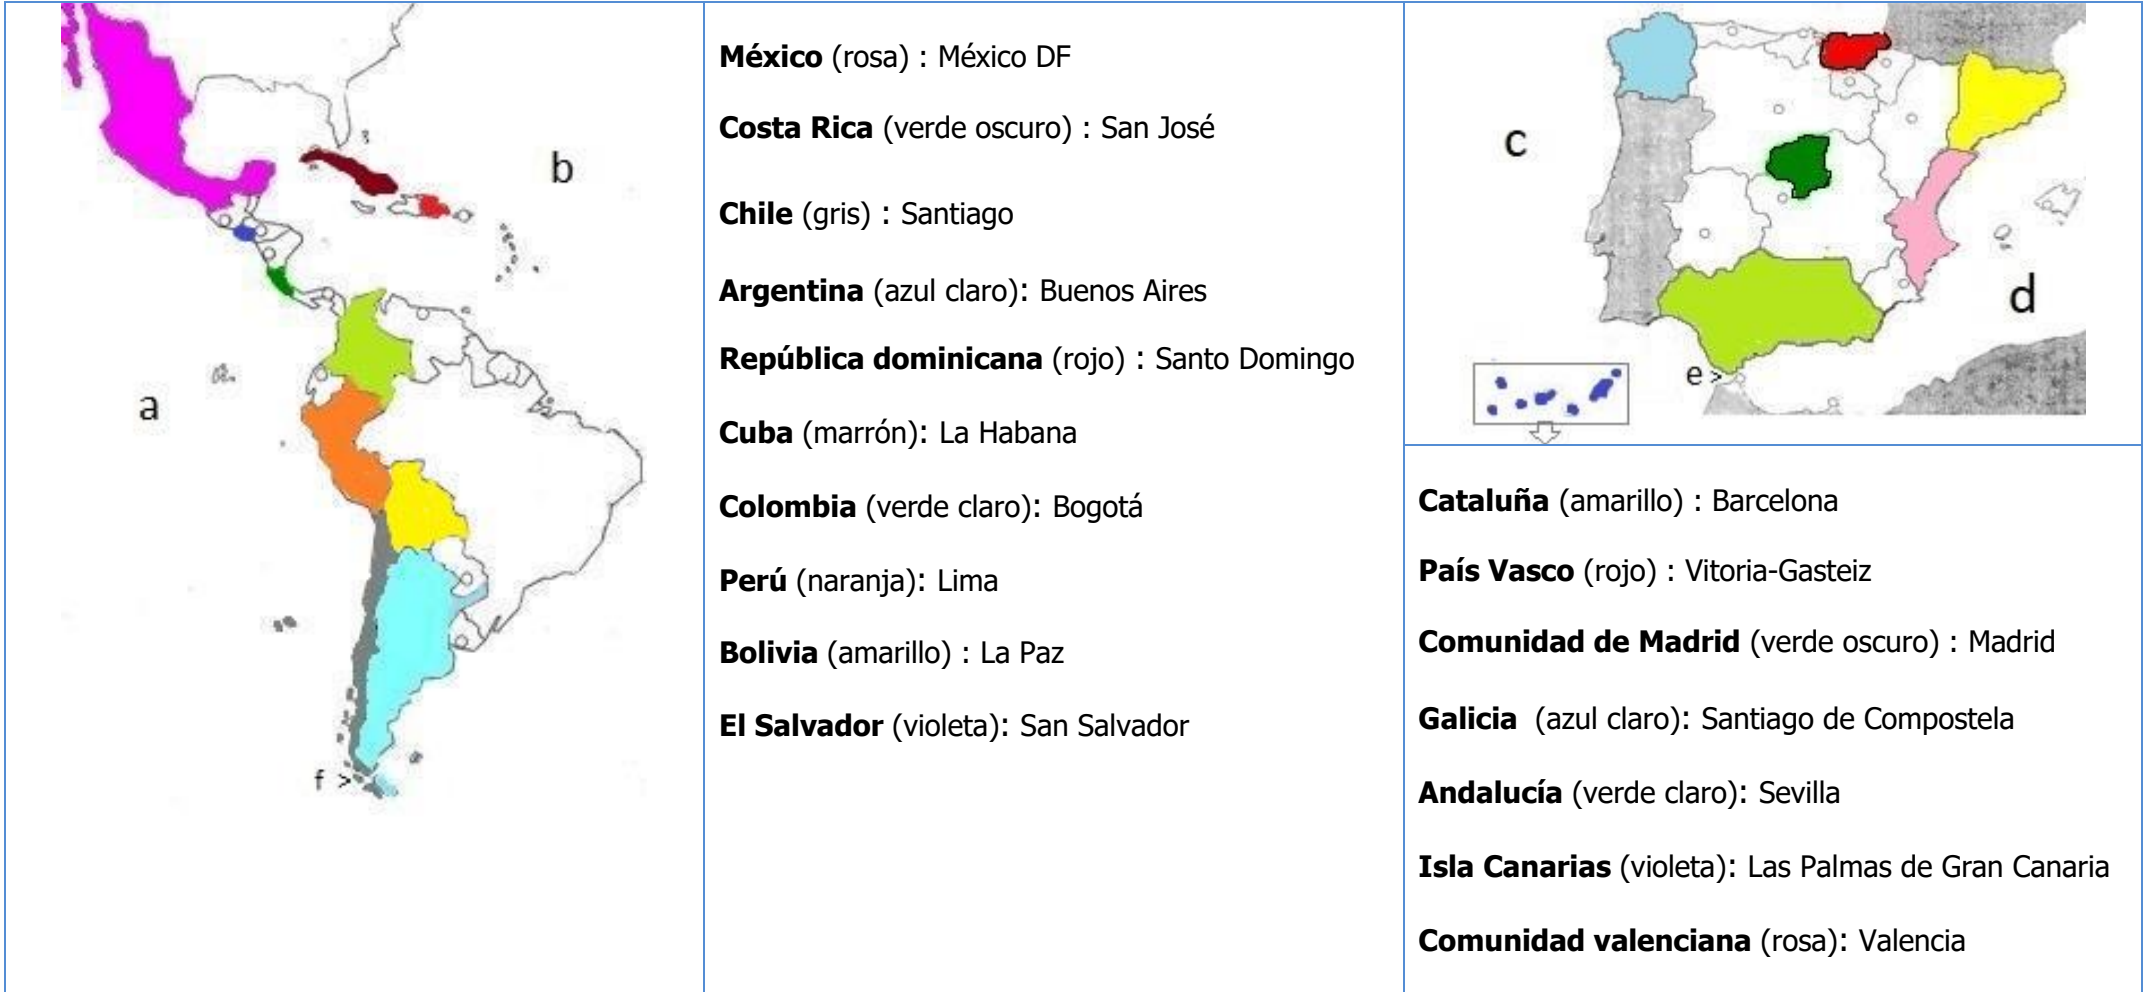 b
a
f >
México (rosa) : México DF
Costa Rica (verde oscuro) : San José
Chile (gris) : Santiago
Argentina (azul claro): Buenos Aires
República dominicana (rojo) : Santo Domingo
Cuba (marrón): La Habana
Colombia (verde claro): Bogotá
Perú (naranja): Lima
Bolivia (amarillo) : La Paz
El Salvador (violeta): San Salvador
c
d
e >
Cataluña (amarillo) : Barcelona
País Vasco (rojo) : Vitoria-Gasteiz
Comunidad de Madrid (verde oscuro) : Madrid
Galicia (azul claro): Santiago de Compostela
Andalucía (verde claro): Sevilla
Isla Canarias (violeta): Las Palmas de Gran Canaria
Comunidad valenciana (rosa): Valencia